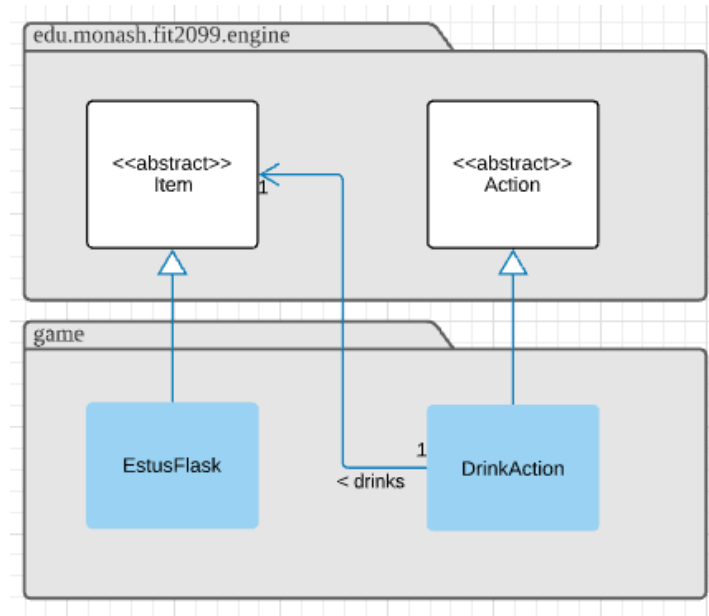 edu.monash.fit2099.engine
<<abstract>>
Item
<<abstract>>
Action
1
game
EstusFlask
1
DrinkAction
< drinks